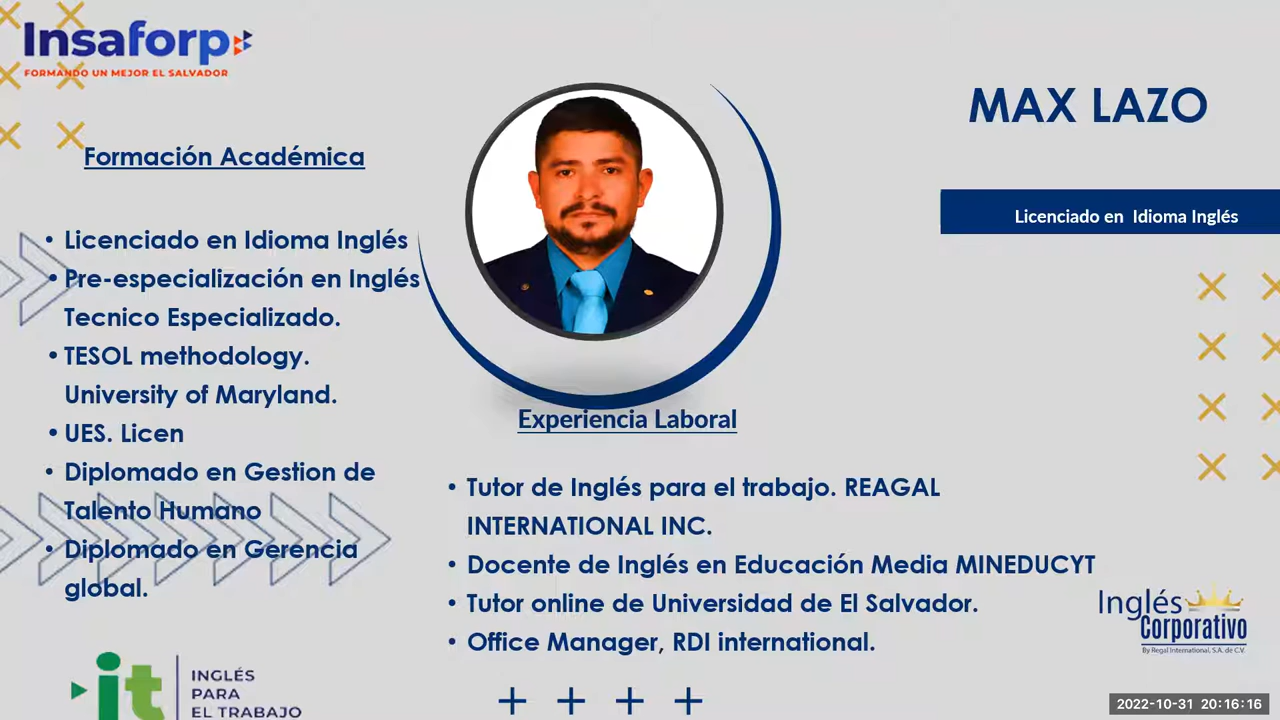 Insaforp
FORMANDO UN MEJOR EL SALVADOR
MAX LAZO
Licenciado en Idioma Inglés
Formación Académica
• Licenciado en Idioma Inglés
• Pre-especialización en Inglés
Tecnico Especializado.
• TESOL methodology.
University of Maryland.
• UES. Licen
• Diplomado en Gestion de
Talento Humano
• Diplomado en Gerencia
global.
Experiencia Laboral
• Tutor de Inglés para el trabajo. REAGAL
INTERNATIONAL INC.
• Docente de Inglés en Educación Media MINEDUCYT
• Tutor online de Universidad de El Salvador.
• Office Manager, RDI international.
Inglés
Corporativo
By Regal International, S.A. de C.V.
it
INGLÉS
PARA
EL TRABAJO
2022-10-31 20:16:16